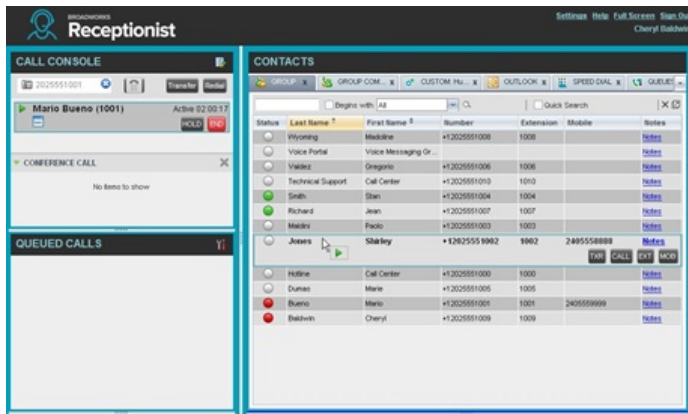 BROADWORKS
Receptionist
Settings Help Full Screen Sign Ou
Cheryl Baldwin
CALL CONSOLE
2025551001 Transfer Redial
Mario Bueno (1001) Active 02:00:17
HOLD END
CONFERENCE CALL
No items to show
QUEUED CALLS
CONTACTS
GROUP x GROUP COM... x CUSTOM Hu... x OUTLOOK x SPEED DIAL x QUEUES
Begins with All Quick Search
Status Last Name First Name Number Extension Mobile Notes
Wyoming Madoline +12025551008 1008 Notes
Voice Portal Voice Messaging Gr... Notes
Valdez Gregorio +12025551006 1006 Notes
Technical Support Call Center +12025551010 1010 Notes
Smith Stan +12025551004 1004 Notes
Richard Jean +12025551007 1007 Notes
Maldini Paolo +12025551003 1003 Notes
Jones Shirley +12025551002 1002 2405558888 Notes
TXR CALL EXT MOB
Hotline Call Center +12025551000 1000 Notes
Dumas Marie +12025551005 1005 Notes
Bueno Mario +12025551001 1001 2405559999 Notes
Baldwin Cheryl +12025551009 1009 Notes